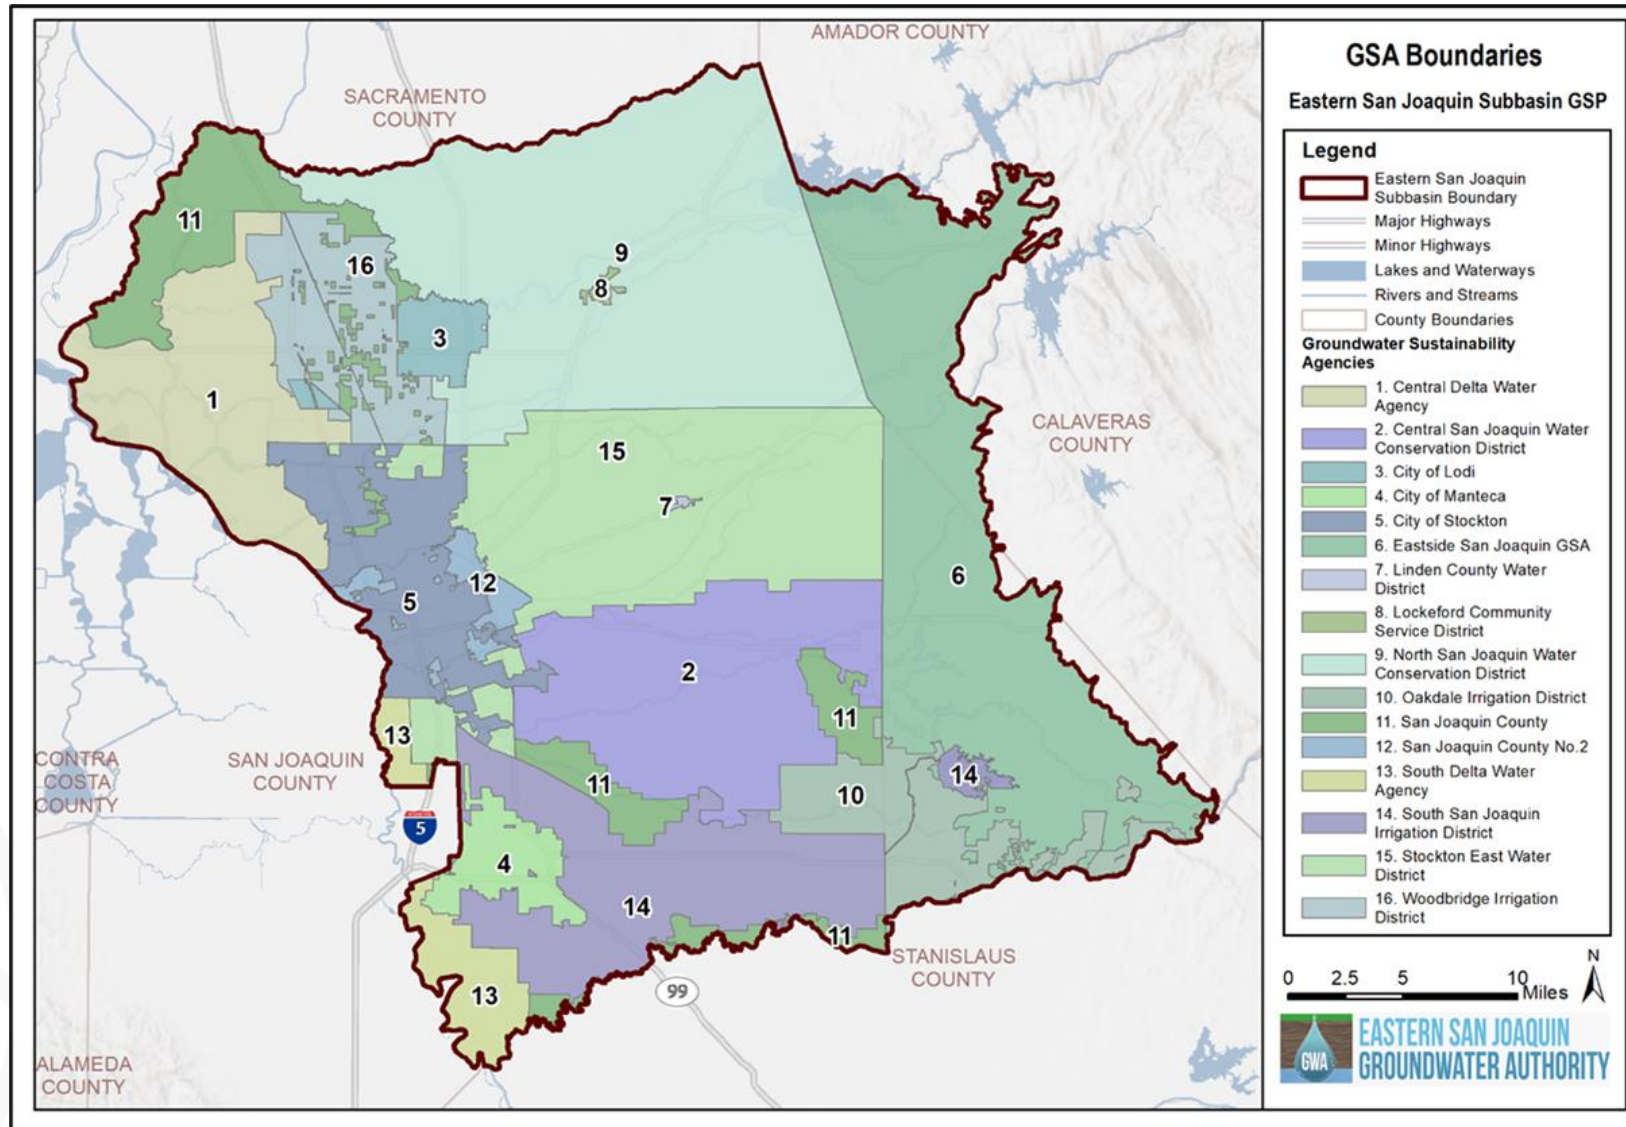 AMADOR COUNTY
SACRAMENTO
COUNTY
11
16
9
8
3
1
CALAVERAS
COUNTY
15
7
6
12
5
2
11
13
CONTRA
COSTA
COUNTY
SAN JOAQUIN
COUNTY
11
14
10
5
4
14
11
STANISLAUS
COUNTY
13
99
ALAMEDA
COUNTY
GSA Boundaries
Eastern San Joaquin Subbasin GSP
Legend
Eastern San Joaquin
Subbasin Boundary
Major Highways
Minor Highways
Lakes and Waterways
Rivers and Streams
County Boundaries
Groundwater Sustainability
Agencies
1. Central Delta Water
Agency
2. Central San Joaquin Water
Conservation District
3. City of Lodi
4. City of Manteca
5. City of Stockton
6. Eastside San Joaquin GSA
7. Linden County Water
District
8. Lockeford Community
Service District
9. North San Joaquin Water
Conservation District
10. Oakdale Irrigation District
11. San Joaquin County
12. San Joaquin County No.2
13. South Delta Water
Agency
14. South San Joaquin
Irrigation District
15. Stockton East Water
District
16. Woodbridge Irrigation
District
N
0 2.5 5 10
Miles
GWA
EASTERN SAN JOAQUIN
GROUNDWATER AUTHORITY